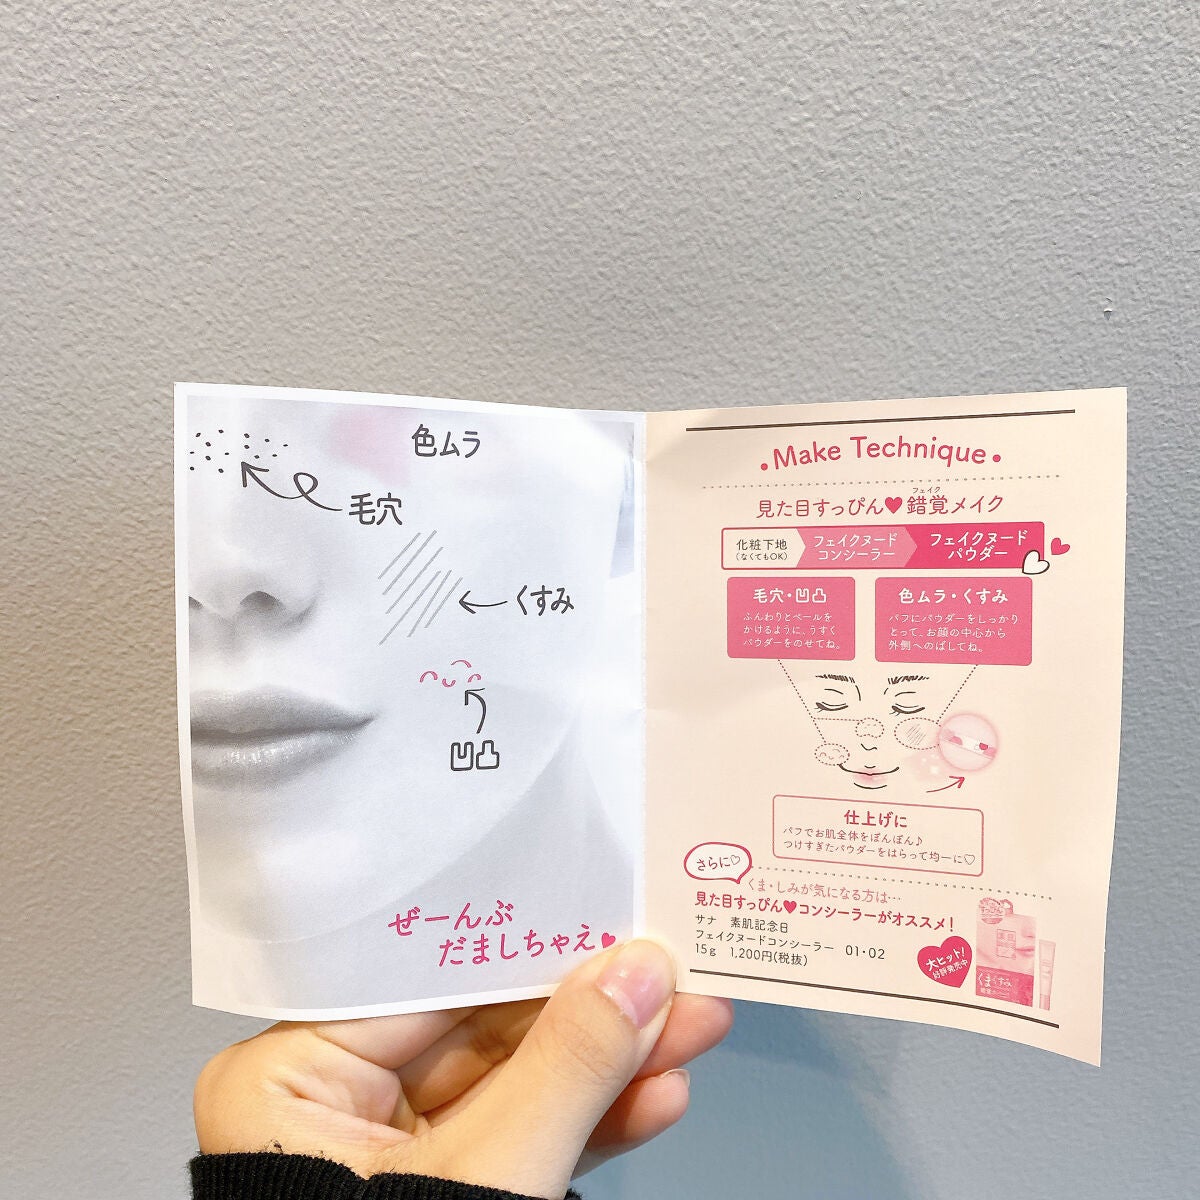 色ムラ
毛穴
くすみ
凹凸
ぜーんぶ
だましちゃえ♥
• Make Technique •
フェイク
見た目すっぴん♥錯覚メイク
化粧下地
(なくてもOK)
フェイクヌード
コンシーラー
フェイクヌード
パウダー
毛穴・凹凸
ふんわりとベールを
かけるように、うすく
パウダーをのせてね。
色ムラ・くすみ
パフにパウダーをしっかり
とって、お顔の中心から
外側へのばしてね。
仕上げに
パフでお肌全体をぽんぽん♪
つけすぎたパウダーをはらって均一に♡
さらに♡
くま・しみが気になる方は…
見た目すっぴん♥コンシーラーがオススメ!
サナ 素肌記念日
フェイクヌードコンシーラー 01・02
15g 1,200円(税抜)
大ヒット!
好評発売中
すっぴん
くまくすみ